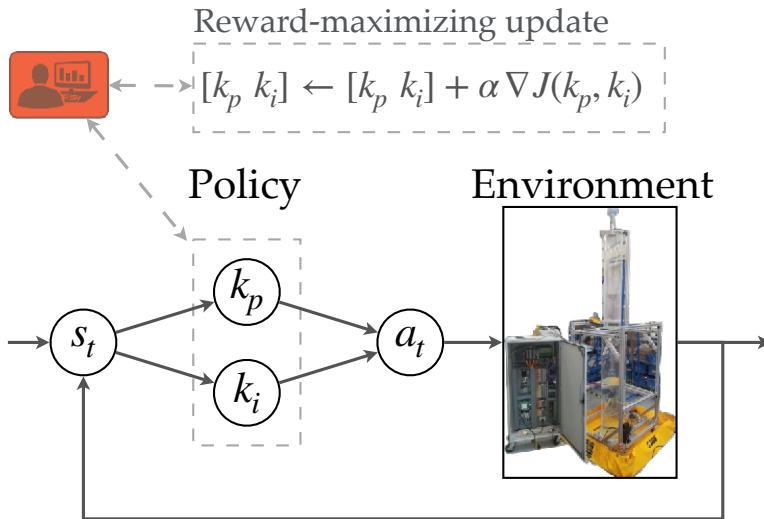 Reward-maximizing update
[k_p k_i] ← [k_p k_i] + α ∇J(k_p, k_i)
Policy
Environment
k_p
s_t
a_t
k_i